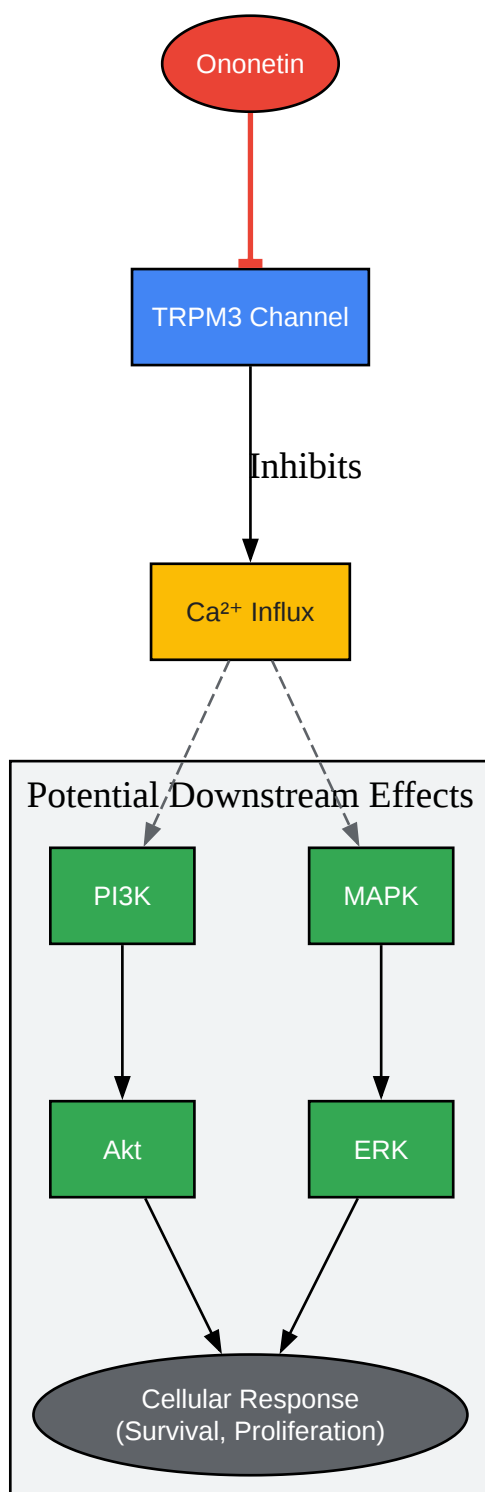 Ononetin
TRPM3 Channel
Inhibits
Ca²⁺ Influx
Potential Downstream Effects
PI3K
MAPK
Akt
ERK
Cellular Response
(Survival, Proliferation)